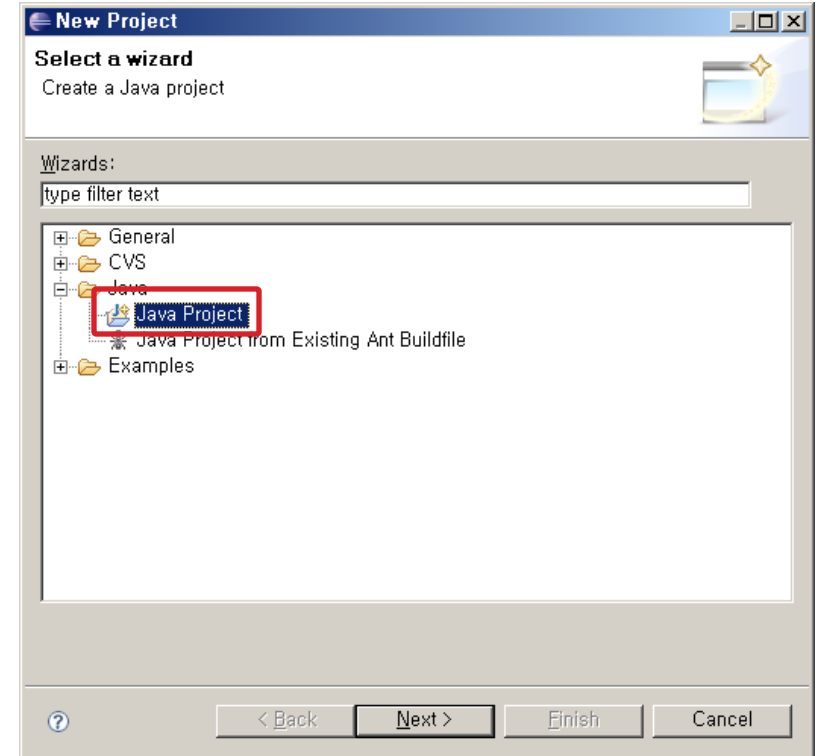 New Project
Select a wizard
Create a Java project
Wizards:
type filter text
General
CVS
Java
Java Project
Java Project from Existing Ant Buildfile
Examples
< Back Next > Finish Cancel